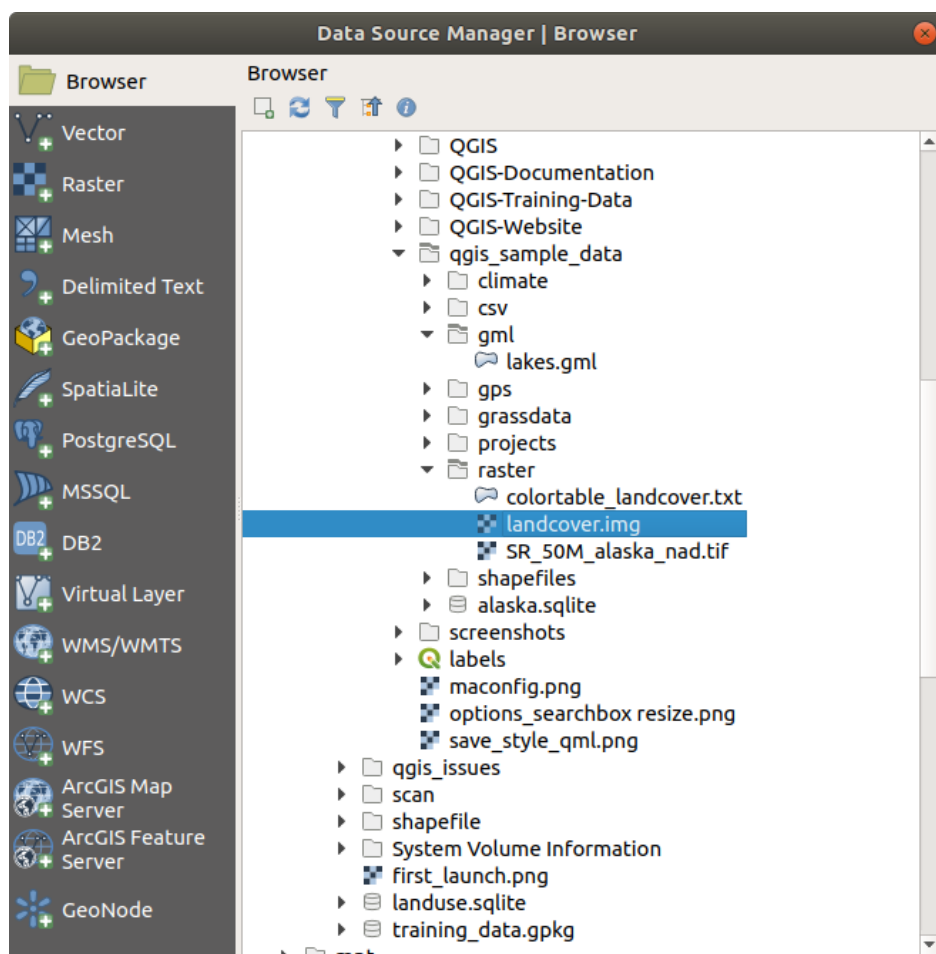 Data Source Manager | Browser
Browser
Vector
Raster
Mesh
Delimited Text
GeoPackage
SpatiaLite
PostgreSQL
MSSQL
DB2
DB2
Virtual Layer
WMS/WMTS
WCS
WFS
ArcGIS Map
Server
ArcGIS Feature
Server
GeoNode
Browser
QGIS
QGIS-Documentation
QGIS-Training-Data
QGIS-Website
qgis_sample_data
climate
csv
gml
lakes.gml
gps
grassdata
projects
raster
colortable_landcover.txt
landcover.img
SR_50M_alaska_nad.tif
shapefiles
alaska.sqlite
screenshots
labels
maconfig.png
options_searchbox resize.png
save_style_qml.png
qgis_issues
scan
shapefile
System Volume Information
first_launch.png
landuse.sqlite
training_data.gpkg